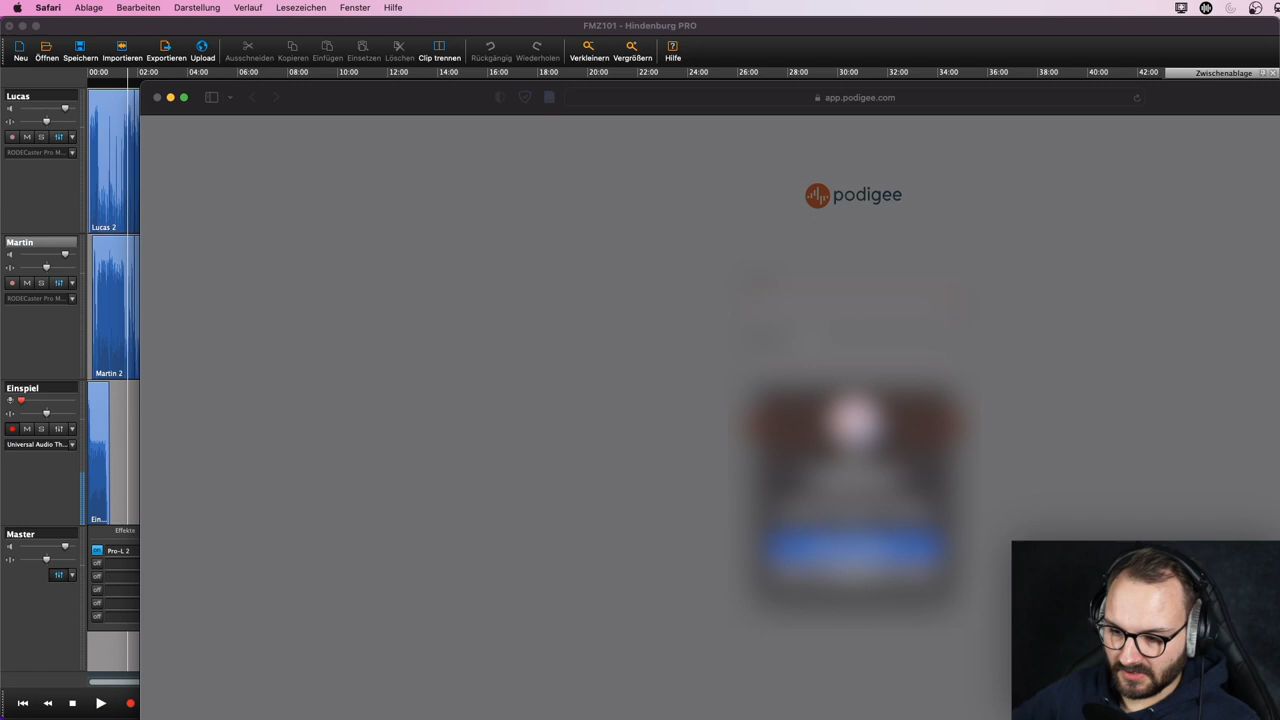 Safari Ablage Bearbeiten Darstellung Verlauf Lesezeichen Fenster Hilfe
FMZ101 - Hindenburg PRO
Neu Öffnen Speichern Importieren Exportieren Upload Ausschneiden Kopieren Einfügen Einsetzen Löschen Clip trennen Rückgängig Wiederholen Verkleinern Vergrößern Hilfe
00:00 02:00 04:00 06:00 08:00 10:00 12:00 14:00 16:00 18:00 20:00 22:00 24:00 26:00 28:00 30:00 32:00 34:00 36:00 38:00 40:00 42:00 Zwischenablage
app.podigee.com
podigee
Lucas
M S
RODECaster Pro M...
Lucas 2
Martin
M S
RODECaster Pro M...
Martin 2
Einspiel
M S
Universal Audio Th...
Ein...
Master
Effekte
on Pro-L 2
off
off
off
off
off